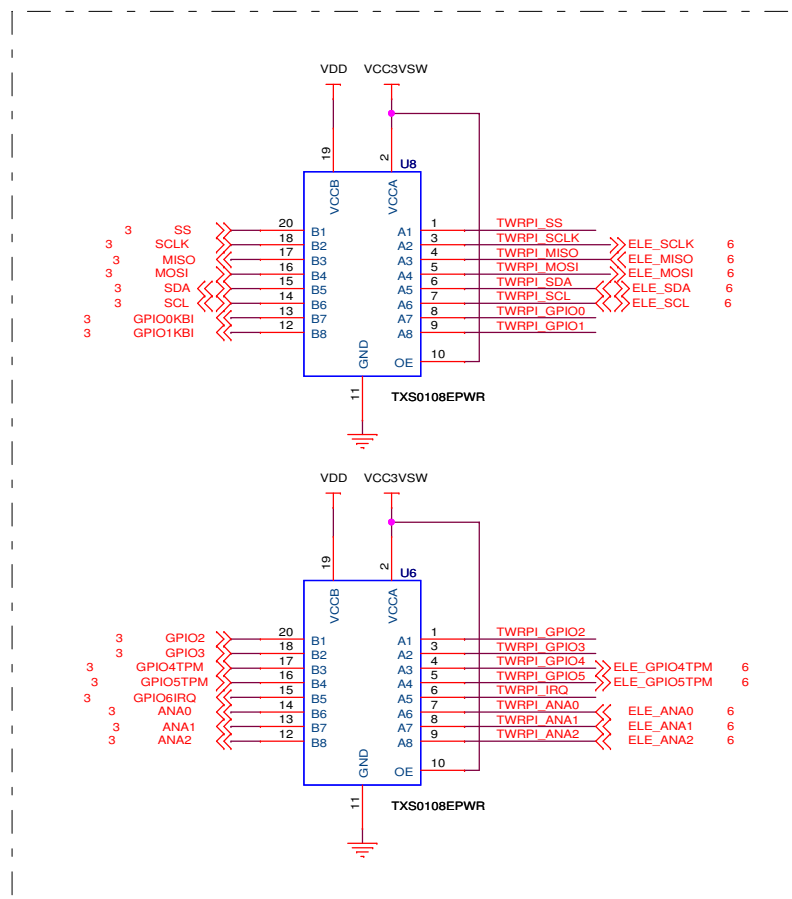 VDD VCC3VSW
19 2 U8
VCCB VCCA
3 SS 20 B1 A1 1 TWRPI_SS
3 SCLK 18 B2 A2 3 TWRPI_SCLK ELE_SCLK 6
3 MISO 17 B3 A3 4 TWRPI_MISO ELE_MISO 6
3 MOSI 16 B4 A4 5 TWRPI_MOSI ELE_MOSI 6
3 SDA 15 B5 A5 6 TWRPI_SDA ELE_SDA 6
3 SCL 14 B6 A6 7 TWRPI_SCL ELE_SCL 6
3 GPIO0KBI 13 B7 A7 8 TWRPI_GPIO0
3 GPIO1KBI 12 B8 A8 9 TWRPI_GPIO1
GND OE 10
11 TXS0108EPWR
VDD VCC3VSW
19 2 U6
VCCB VCCA
3 GPIO2 20 B1 A1 1 TWRPI_GPIO2
3 GPIO3 18 B2 A2 3 TWRPI_GPIO3
3 GPIO4TPM 17 B3 A3 4 TWRPI_GPIO4 ELE_GPIO4TPM 6
3 GPIO5TPM 16 B4 A4 5 TWRPI_GPIO5 ELE_GPIO5TPM 6
3 GPIO6IRQ 15 B5 A5 6 TWRPI_IRQ
3 ANA0 14 B6 A6 7 TWRPI_ANA0 ELE_ANA0 6
3 ANA1 13 B7 A7 8 TWRPI_ANA1 ELE_ANA1 6
3 ANA2 12 B8 A8 9 TWRPI_ANA2 ELE_ANA2 6
GND OE 10
11 TXS0108EPWR